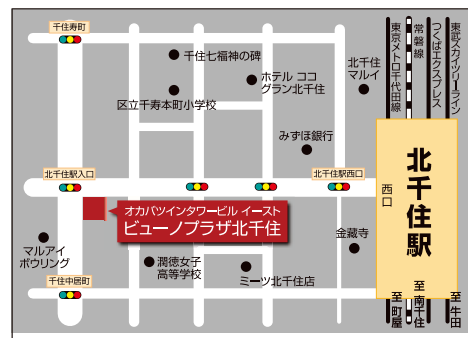 千住寿町
千住七福神の碑
ホテル ココ
グラン北千住
北千住
マルイ
東京メトロ千代田線
常磐線
つくばエクスプレス
東武スカイツリーライン
区立千寿本町小学校
みずほ銀行
北千住駅入口
北千住駅西口
西口
北千住駅
オカバツインタワービル イースト
ビューノプラザ北千住
マルアイ
ボウリング
金蔵寺
潤徳女子
高等学校
ミーツ北千住店
千住中居町
至町屋
至南千住
至牛田